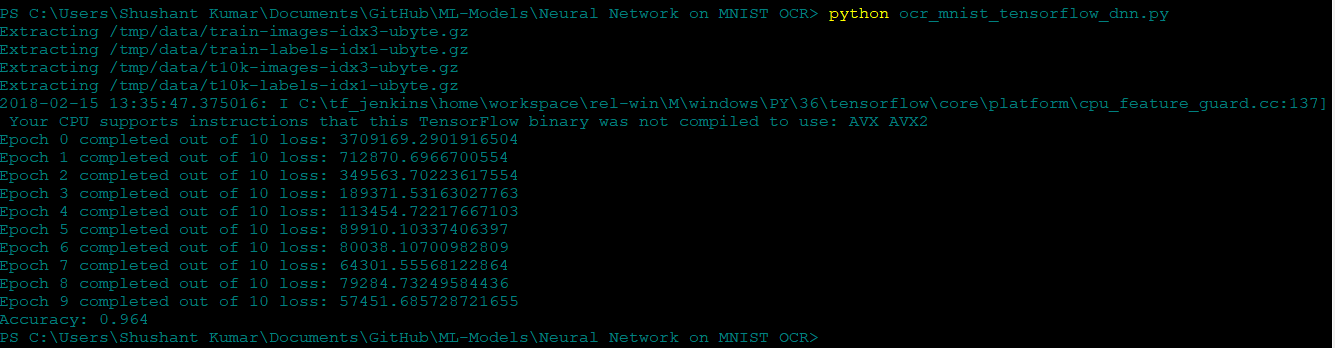 PS C:\Users\Shushant Kumar\Documents\GitHub\ML-Models\Neural Network on MNIST OCR> python ocr_mnist_tensorflow_dnn.py
Extracting /tmp/data/train-images-idx3-ubyte.gz
Extracting /tmp/data/train-labels-idx1-ubyte.gz
Extracting /tmp/data/t10k-images-idx3-ubyte.gz
Extracting /tmp/data/t10k-labels-idx1-ubyte.gz
2018-02-15 13:35:47.375016: I C:\tf_jenkins\home\workspace\rel-win\M\windows\PY\36\tensorflow\core\platform\cpu_feature_guard.cc:137]
 Your CPU supports instructions that this TensorFlow binary was not compiled to use: AVX AVX2
Epoch 0 completed out of 10 loss: 3709169.2901916504
Epoch 1 completed out of 10 loss: 712870.6966700554
Epoch 2 completed out of 10 loss: 349563.70223617554
Epoch 3 completed out of 10 loss: 189371.53163027763
Epoch 4 completed out of 10 loss: 113454.72217667103
Epoch 5 completed out of 10 loss: 89910.10337406397
Epoch 6 completed out of 10 loss: 80038.10700982809
Epoch 7 completed out of 10 loss: 64301.55568122864
Epoch 8 completed out of 10 loss: 79284.73249584436
Epoch 9 completed out of 10 loss: 57451.685728721655
Accuracy: 0.964
PS C:\Users\Shushant Kumar\Documents\GitHub\ML-Models\Neural Network on MNIST OCR>